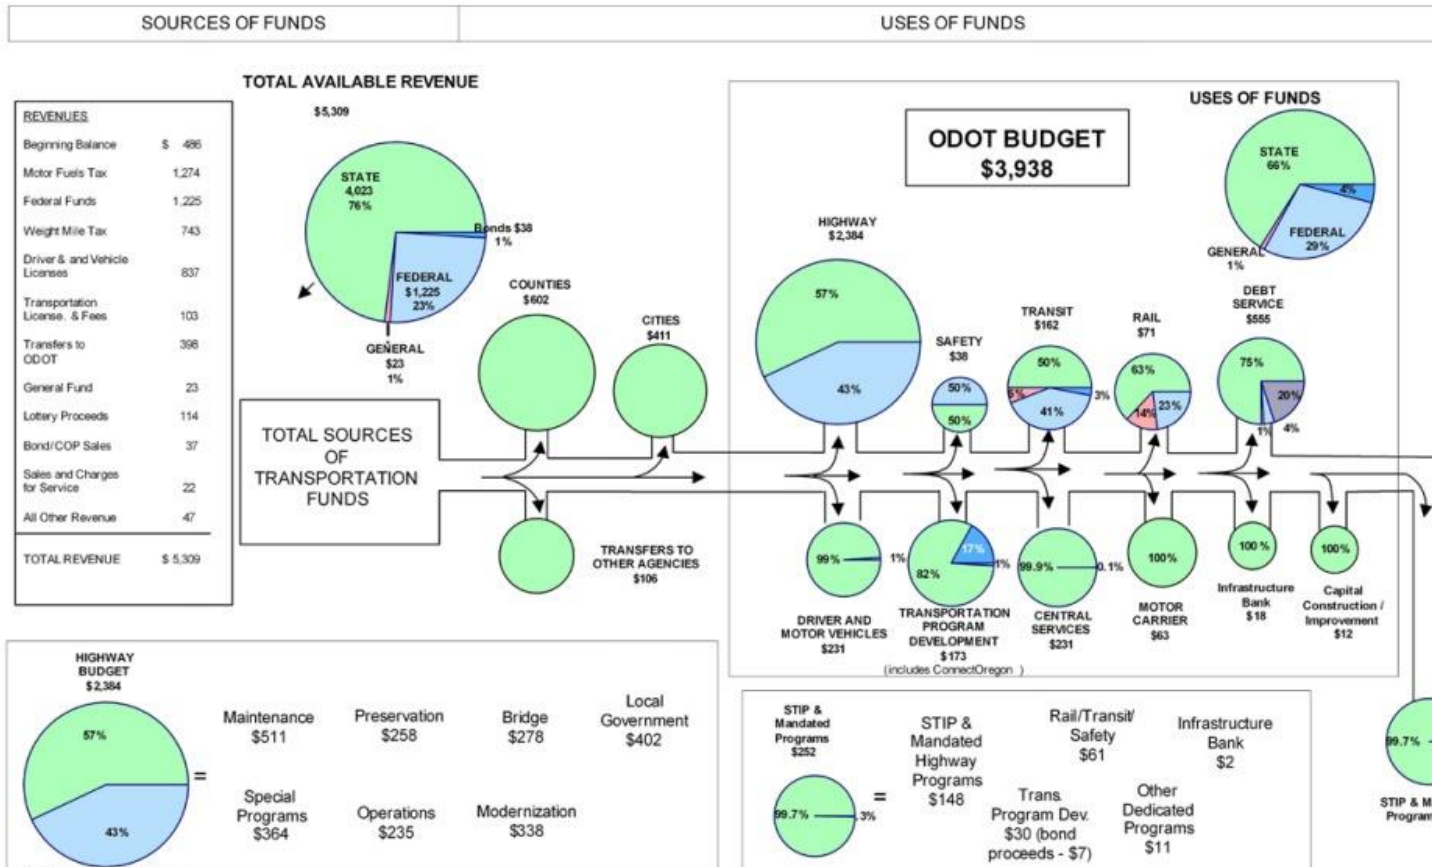 SOURCES OF FUNDS
USES OF FUNDS
TOTAL AVAILABLE REVENUE
$5,309
REVENUES
Beginning Balance $ 486
Motor Fuels Tax 1,274
Federal Funds 1,225
Weight Mile Tax 743
Driver & and Vehicle
Licenses 837
Transportation
License. & Fees 103
Transfers to
ODOT 398
General Fund 23
Lottery Proceeds 114
Bond/COP Sales 37
Sales and Charges
for Service 22
All Other Revenue 47
TOTAL REVENUE $ 5,309
STATE
4,023
76%
Bonds $38
1%
FEDERAL
$1,225
23%
GENERAL
$23
1%
TOTAL SOURCES
OF
TRANSPORTATION
FUNDS
COUNTIES
$602
CITIES
$411
TRANSFERS TO
OTHER AGENCIES
$106
ODOT BUDGET
$3,938
USES OF FUNDS
STATE
66%
4%
FEDERAL
29%
GENERAL
1%
HIGHWAY
$2,384
57%
43%
SAFETY
$38
50%
50%
TRANSIT
$162
50%
5%
3%
41%
RAIL
$71
63%
14%
23%
DEBT
SERVICE
$555
75%
20%
1%
4%
99%
1%
DRIVER AND
MOTOR VEHICLES
$231
17%
82%
1%
TRANSPORTATION
PROGRAM
DEVELOPMENT
$173
(includes ConnectOregon )
99.9%
0.1%
CENTRAL
SERVICES
$231
100%
MOTOR
CARRIER
$63
100 %
Infrastructure
Bank
$18
100%
Capital
Construction /
Improvement
$12
HIGHWAY
BUDGET
$2,384
57%
43%
=
Maintenance
$511
Preservation
$258
Bridge
$278
Local
Government
$402
Special
Programs
$364
Operations
$235
Modernization
$338
STIP &
Mandated
Programs
$252
99.7%
.3%
=
STIP &
Mandated
Highway
Programs
$148
Rail/Transit/
Safety
$61
Infrastructure
Bank
$2
Trans.
Program Dev.
$30 (bond
proceeds - $7)
Other
Dedicated
Programs
$11
99.7%
STIP & M
Program